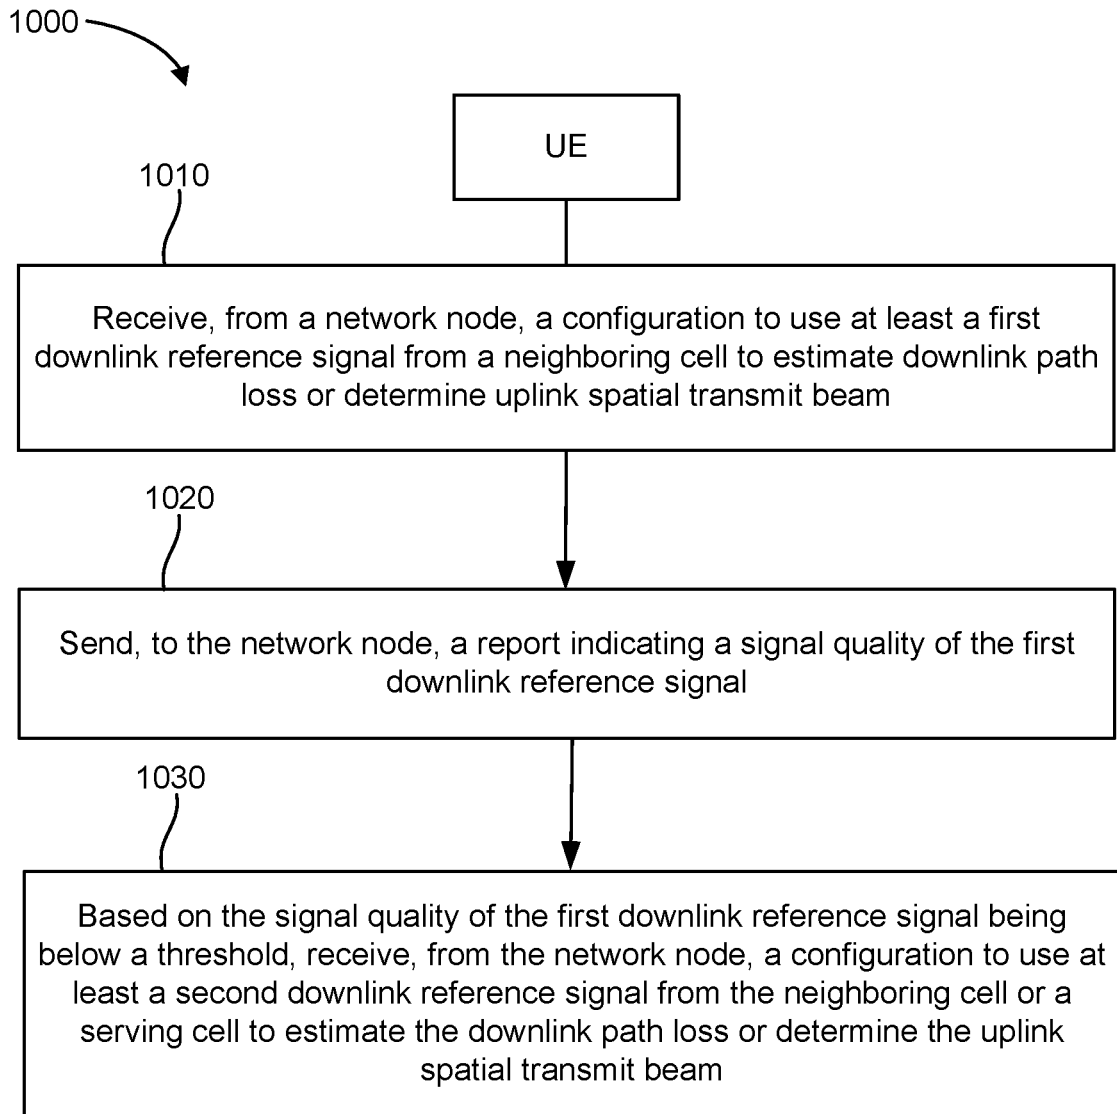 1000
UE
1010
Receive, from a network node, a configuration to use at least a first
downlink reference signal from a neighboring cell to estimate downlink path
loss or determine uplink spatial transmit beam
1020
Send, to the network node, a report indicating a signal quality of the first
downlink reference signal
1030
Based on the signal quality of the first downlink reference signal being
below a threshold, receive, from the network node, a configuration to use at
least a second downlink reference signal from the neighboring cell or a
serving cell to estimate the downlink path loss or determine the uplink
spatial transmit beam